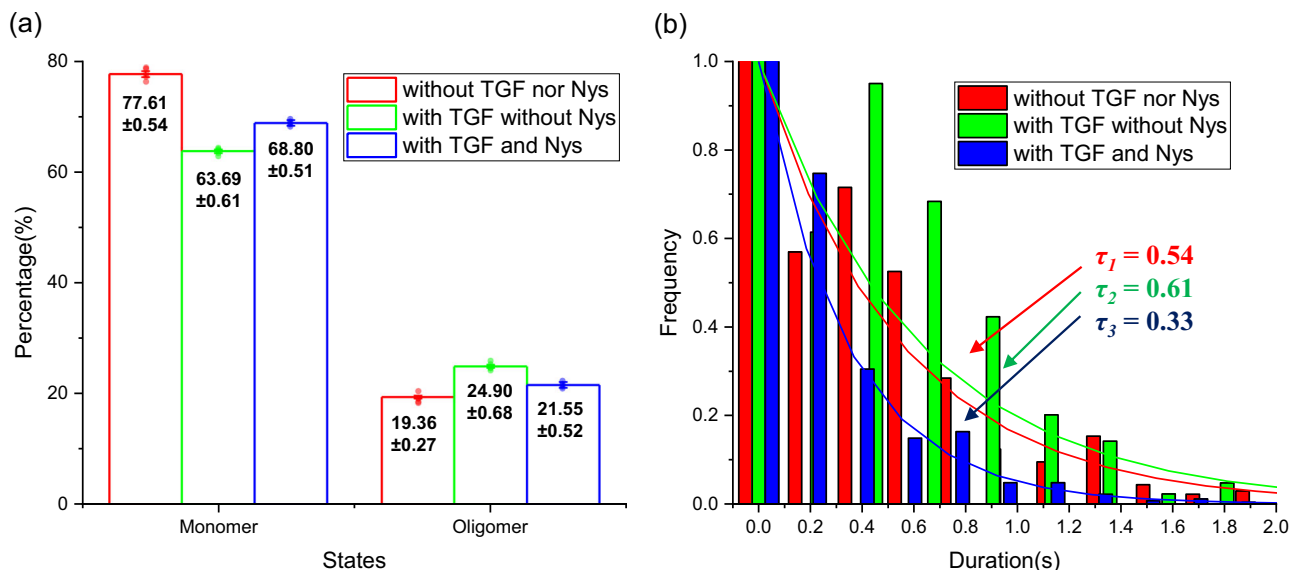 (a)
80
60
40
20
0
Percentage(%)
77.61
±0.54
63.69
±0.61
68.80
±0.51
19.36
±0.27
24.90
±0.68
21.55
±0.52
without TGF nor Nys
with TGF without Nys
with TGF and Nys
Monomer
Oligomer
States
(b)
1.0
0.8
0.6
0.4
0.2
0.0
Frequency
without TGF nor Nys
with TGF without Nys
with TGF and Nys
τ1 = 0.54
τ2 = 0.61
τ3 = 0.33
0.0 0.2 0.4 0.6 0.8 1.0 1.2 1.4 1.6 1.8 2.0
Duration(s)